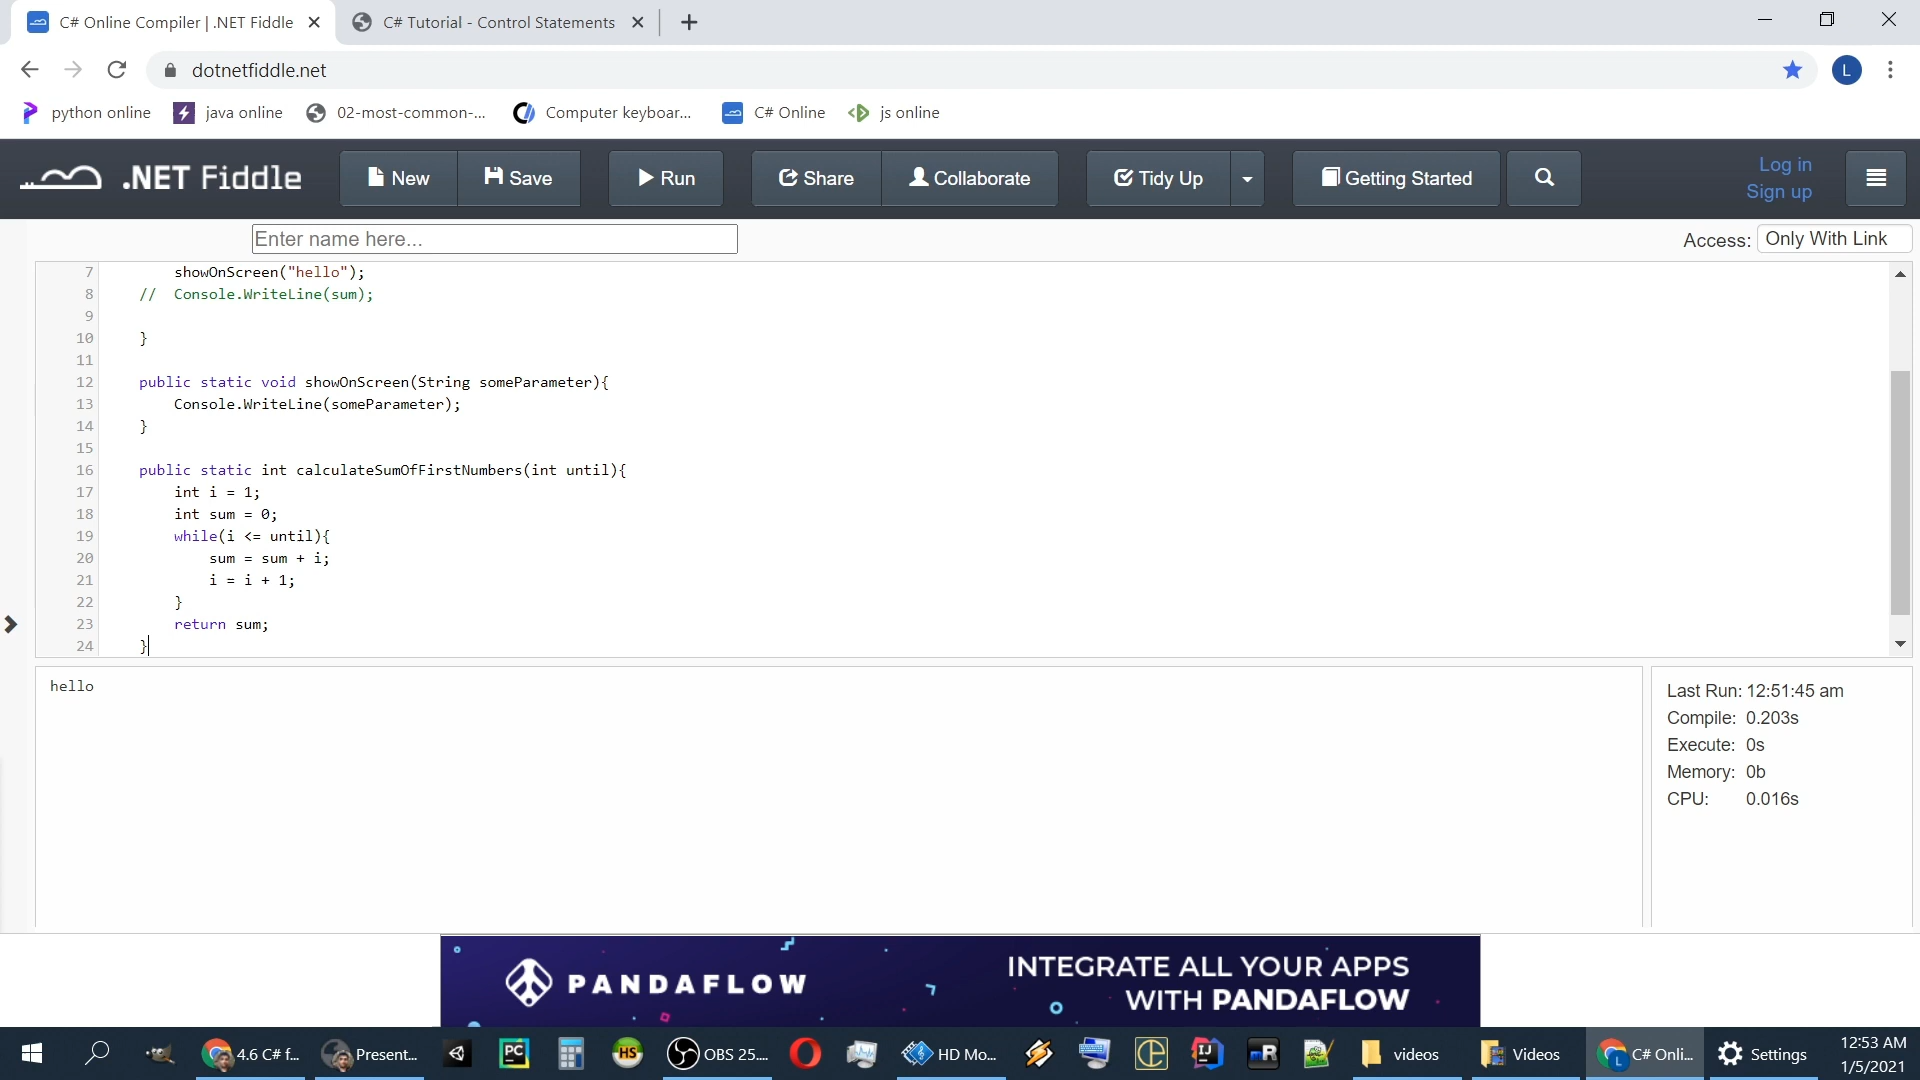 C# Online Compiler | .NET Fiddle
C# Tutorial - Control Statements
dotnetfiddle.net
L
python online
java online
02-most-common-...
Computer keyboar...
C# Online
js online
.NET Fiddle
New
Save
Run
Share
Collaborate
Tidy Up
Getting Started
Log in
Sign up
Enter name here...
Access: Only With Link
7 showOnScreen("hello");
8 // Console.WriteLine(sum);
9
10 }
11
12 public static void showOnScreen(String someParameter){
13 Console.WriteLine(someParameter);
14 }
15
16 public static int calculateSumOfFirstNumbers(int until){
17 int i = 1;
18 int sum = 0;
19 while(i <= until){
20 sum = sum + i;
21 i = i + 1;
22 }
23 return sum;
24 }
hello
Last Run: 12:51:45 am
Compile: 0.203s
Execute: 0s
Memory: 0b
CPU: 0.016s
PANDAFLOW
INTEGRATE ALL YOUR APPS
WITH PANDAFLOW
4.6 C# f...
Present...
PC
HS
OBS 25....
HD Mo...
IJ
R
videos
Videos
L
C# Onli...
Settings
12:53 AM
1/5/2021